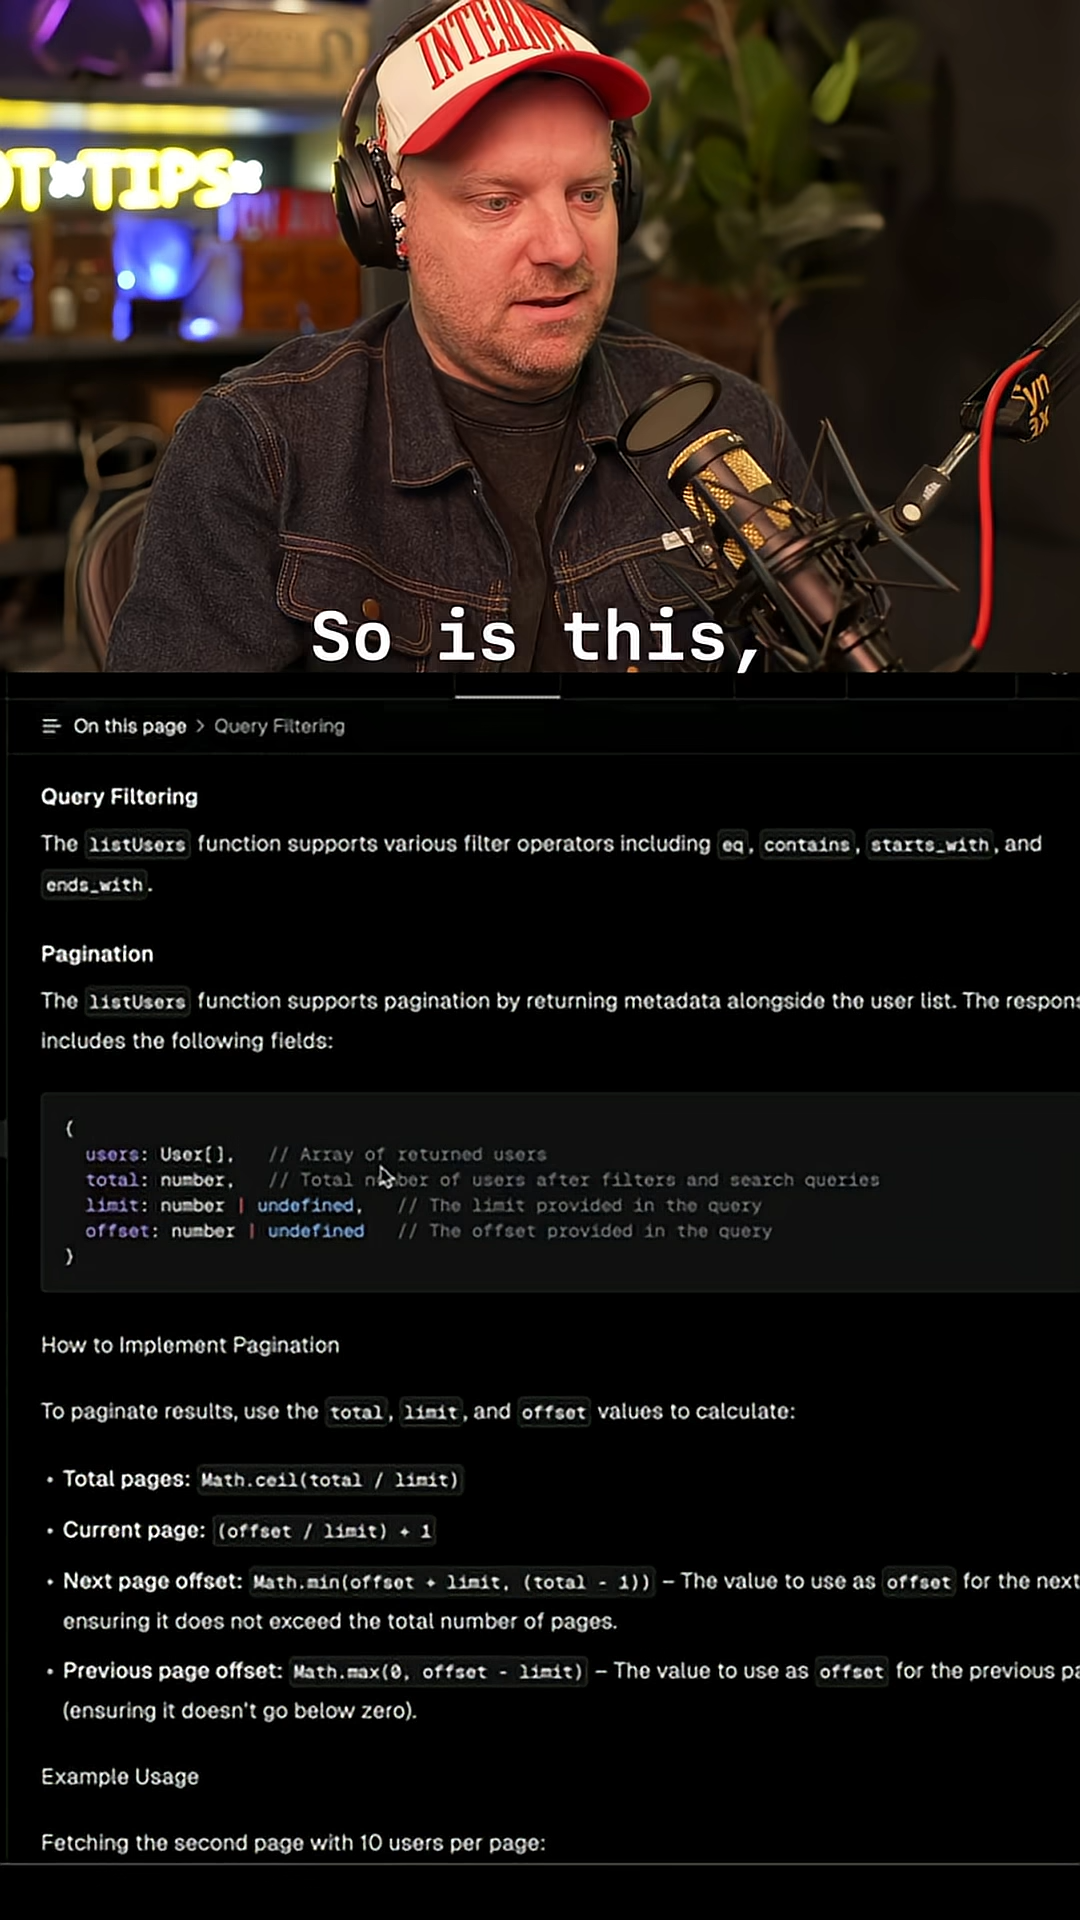 INTERNET
OT×TIPS×
Syn
ax
So is this,
On this page > Query Filtering
Query Filtering
The listUsers function supports various filter operators including eq, contains, starts_with, and
ends_with.
Pagination
The listUsers function supports pagination by returning metadata alongside the user list. The respons
includes the following fields:
{
users: User[], // Array of returned users
total: number, // Total number of users after filters and search queries
limit: number | undefined, // The limit provided in the query
offset: number | undefined // The offset provided in the query
}
How to Implement Pagination
To paginate results, use the total, limit, and offset values to calculate:
• Total pages: Math.ceil(total / limit)
• Current page: (offset / limit) + 1
• Next page offset: Math.min(offset + limit, (total - 1)) – The value to use as offset for the next
ensuring it does not exceed the total number of pages.
• Previous page offset: Math.max(0, offset - limit) – The value to use as offset for the previous pa
(ensuring it doesn't go below zero).
Example Usage
Fetching the second page with 10 users per page: